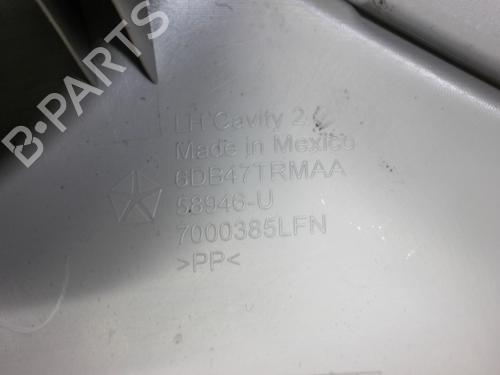 LH Cavity 2
Made in Mexico
6DB47TRMAA
58946-U
7000385LFN
>PP<
B-PARTS